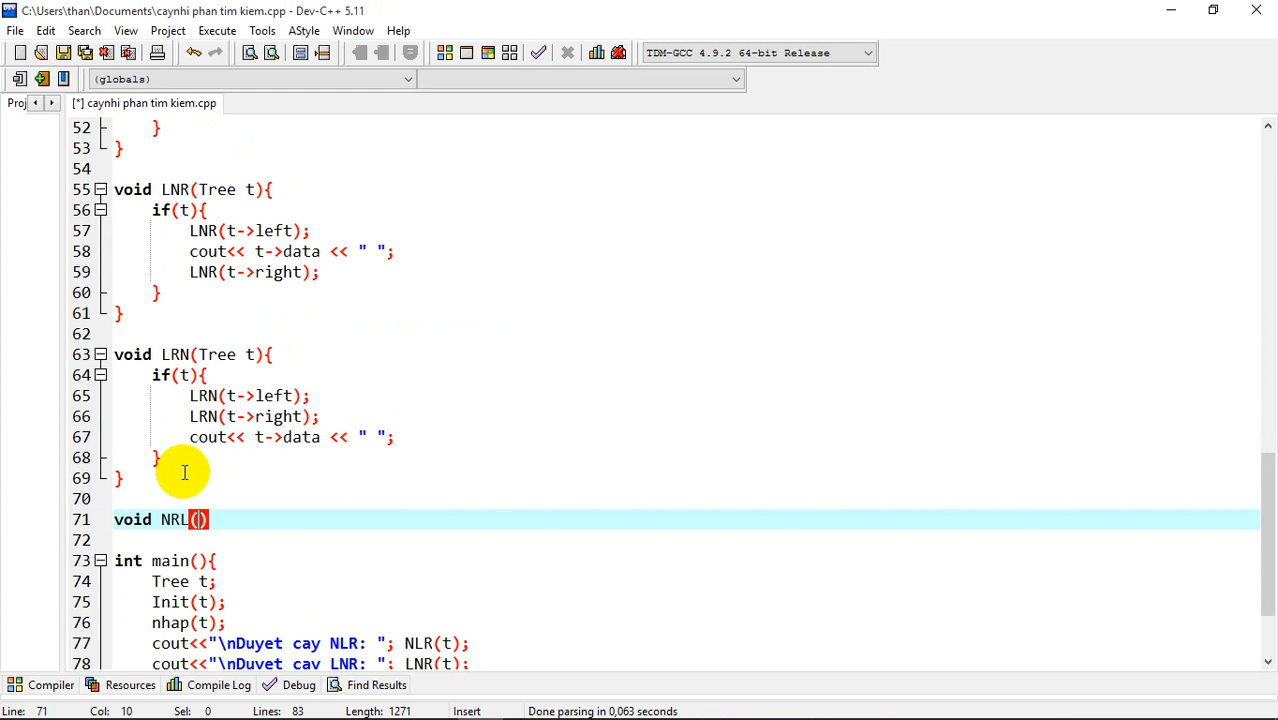 C:\Users\than\Documents\caynhi phan tim kiem.cpp - Dev-C++ 5.11
File Edit Search View Project Execute Tools AStyle Window Help
TDM-GCC 4.9.2 64-bit Release
(globals)
Proj [*] caynhi phan tim kiem.cpp
52 }
53 }
54
55 void LNR(Tree t){
56 if(t){
57 LNR(t->left);
58 cout<< t->data << " ";
59 LNR(t->right);
60 }
61 }
62
63 void LRN(Tree t){
64 if(t){
65 LRN(t->left);
66 LRN(t->right);
67 cout<< t->data << " ";
68 }
69 }
70
71 void NRL()
72
73 int main(){
74 Tree t;
75 Init(t);
76 nhap(t);
77 cout<<"\nDuyet cay NLR: "; NLR(t);
78 cout<<"\nDuyet cay LNR: "; LNR(t);
Compiler Resources Compile Log Debug Find Results
Line: 71 Col: 10 Sel: 0 Lines: 83 Length: 1271 Insert Done parsing in 0,063 seconds